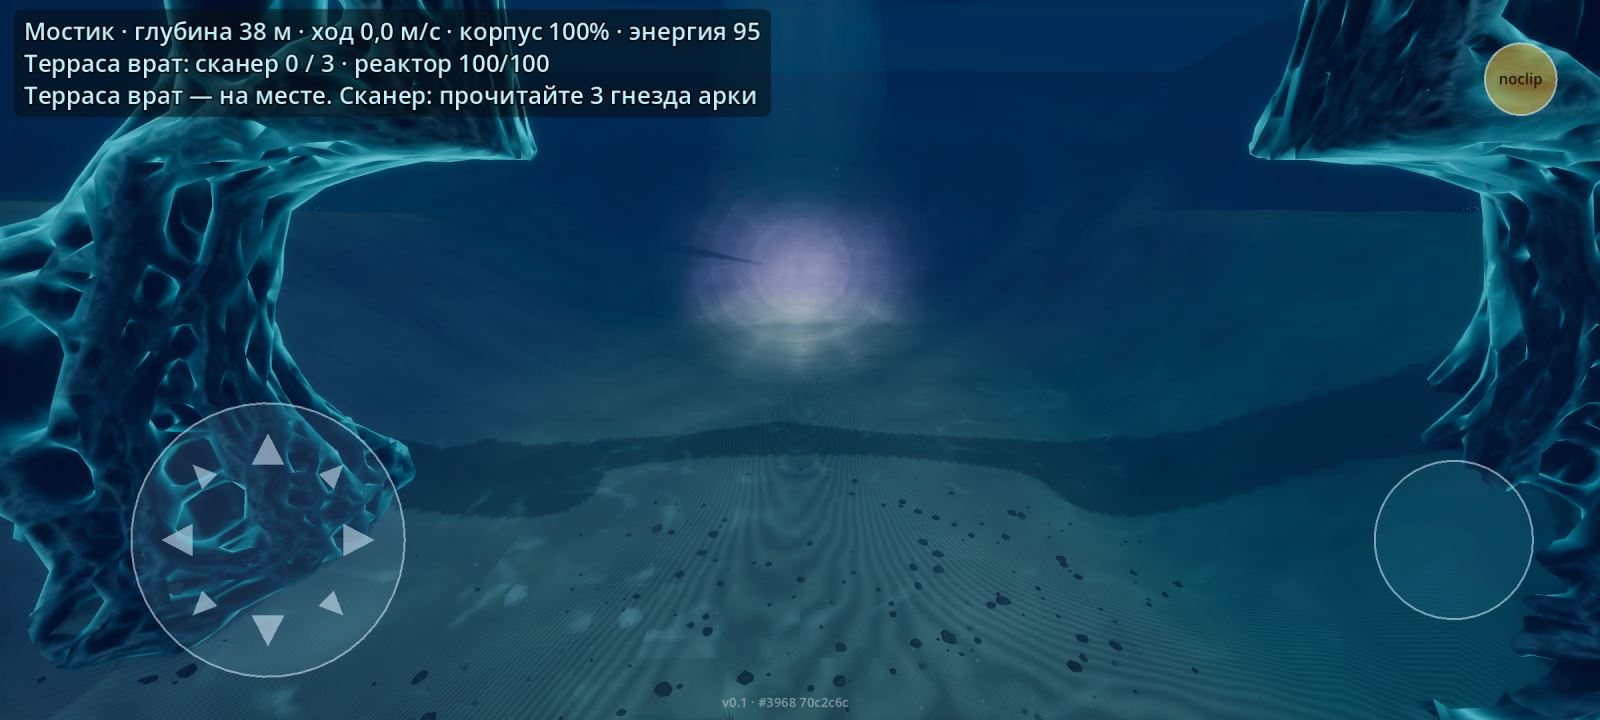 Мостик · глубина 38 м · ход 0,0 м/с · корпус 100% · энергия 95
Терраса врат: сканер 0 / 3 · реактор 100/100
Терраса врат — на месте. Сканер: прочитайте 3 гнезда арки
noclip
v0.1 · #3968 70c2c6c